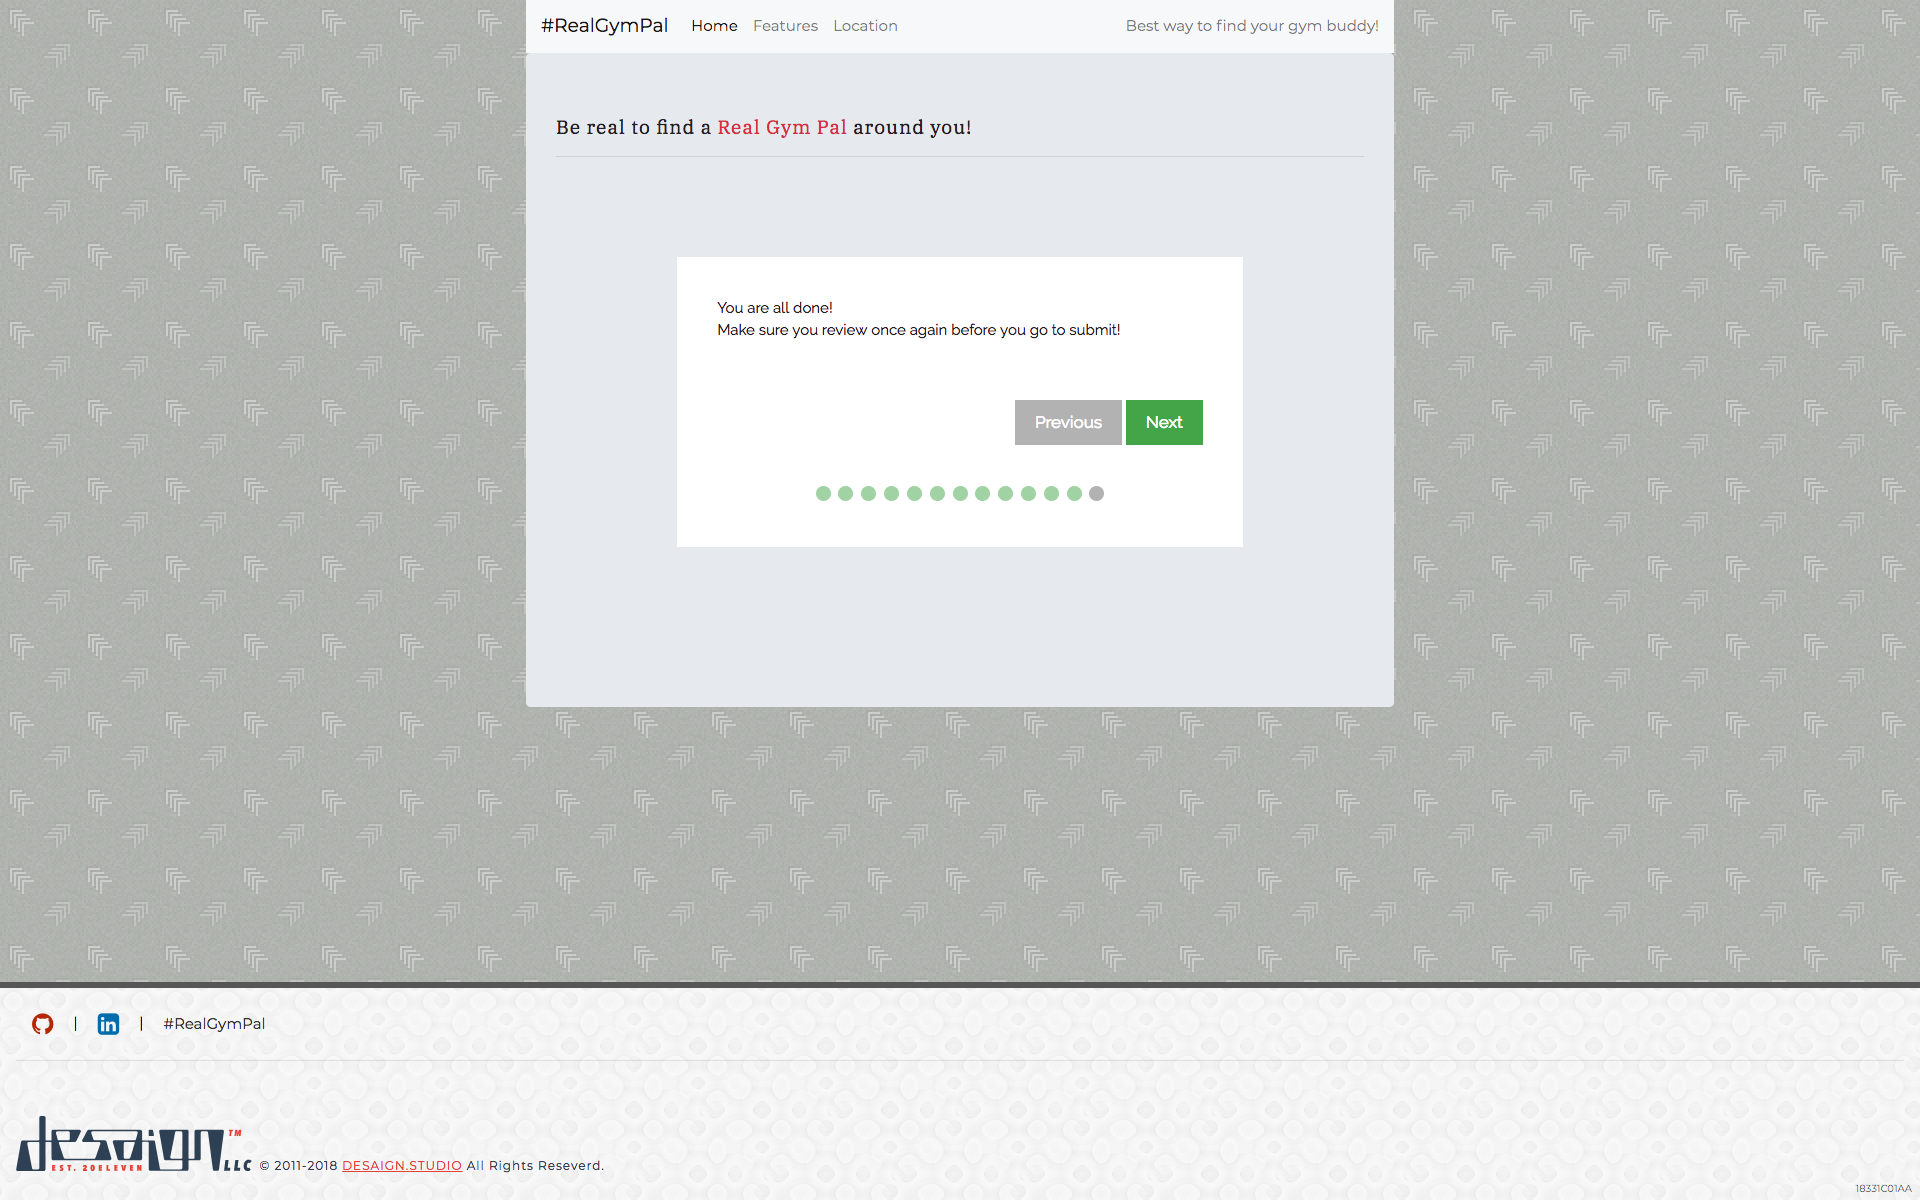 #RealGymPal Home Features Location Best way to find your gym buddy!
Be real to find a Real Gym Pal around you!
You are all done!
Make sure you review once again before you go to submit!
Previous Next
| | #RealGymPal
desaign LLC TM
EST. 20ELEVEN
© 2011-2018 DESAIGN.STUDIO All Rights Reseverd.
18331C01AA